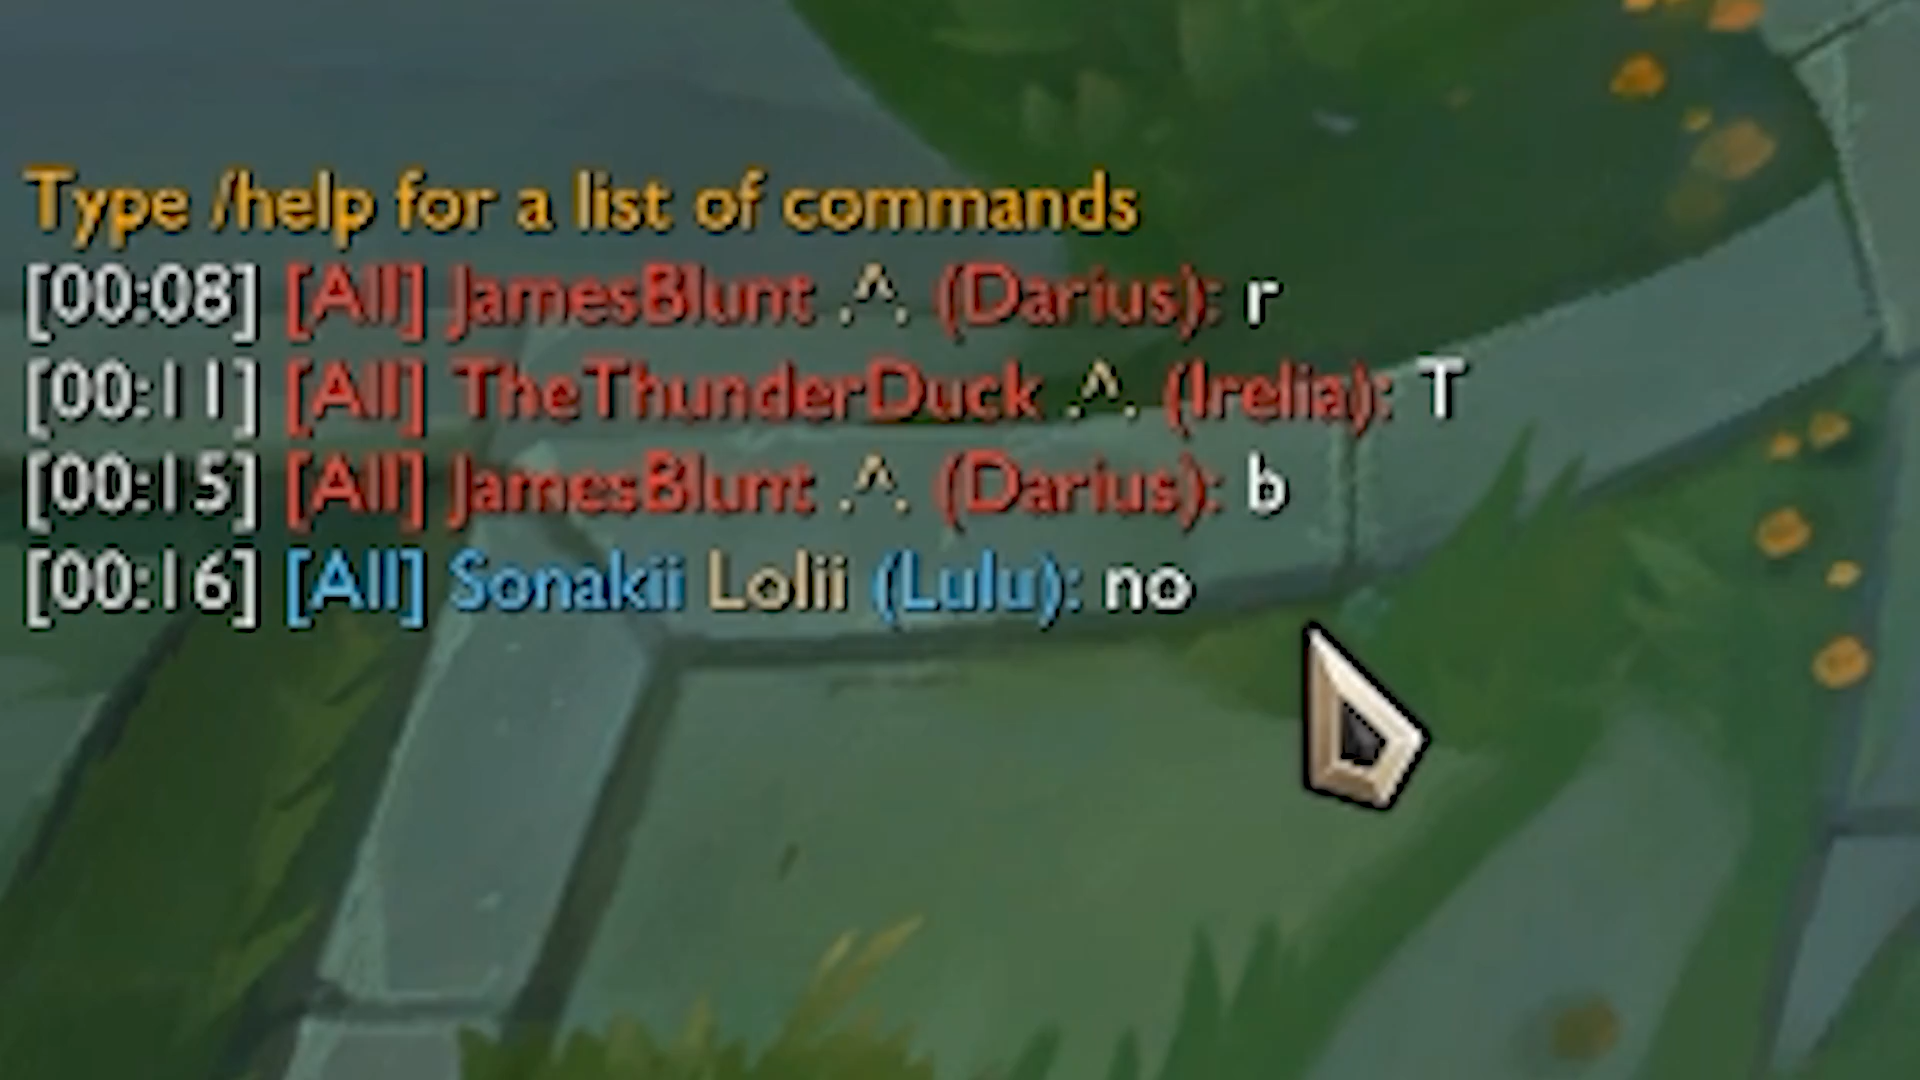 Type /help for a list of commands
[00:08] [All] JamesBlunt .^. (Darius): r
[00:11] [All] TheThunderDuck .^. (Irelia): T
[00:15] [All] JamesBlunt .^. (Darius): b
[00:16] [All] Sonakii Lolii (Lulu): no